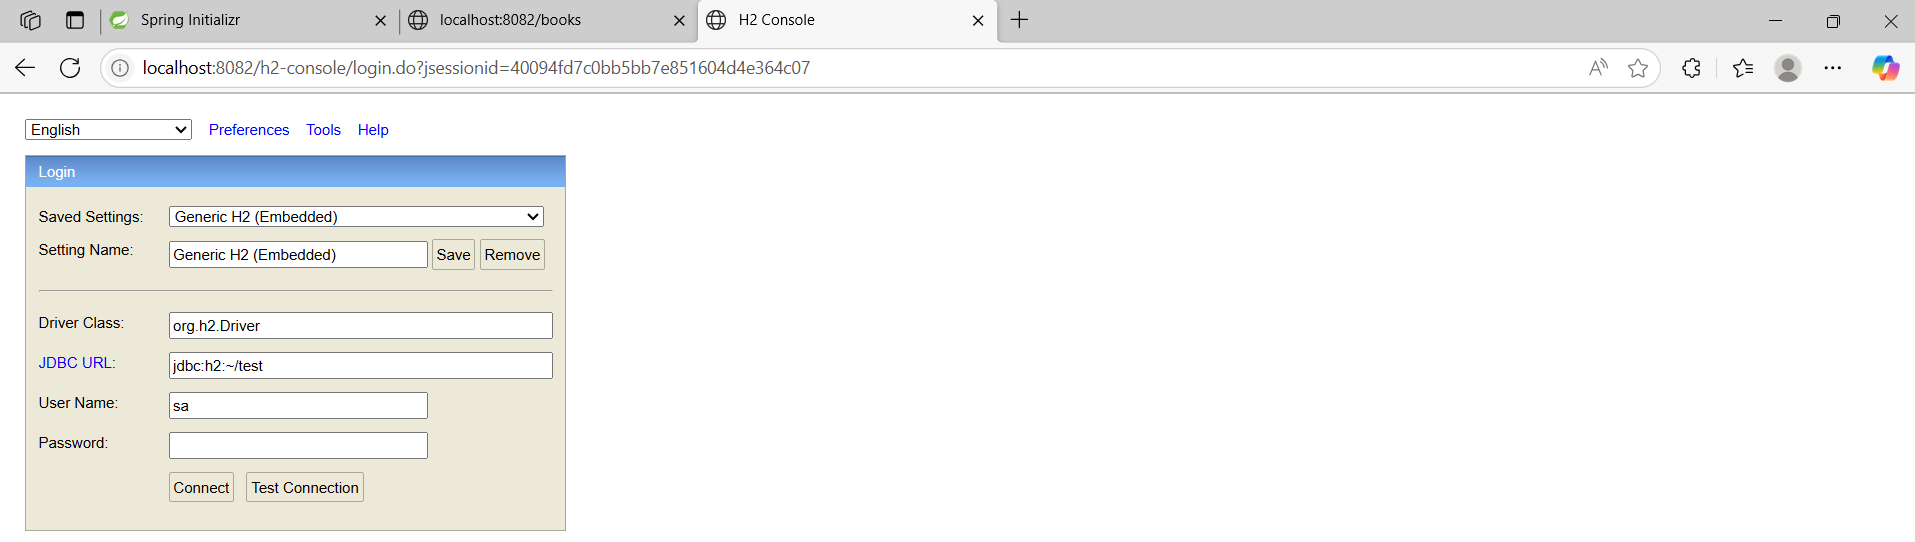 Spring Initializr
localhost:8082/books
H2 Console
localhost:8082/h2-console/login.do?jsessionid=40094fd7c0bb5bb7e851604d4e364c07
English Preferences Tools Help
Login
Saved Settings: Generic H2 (Embedded)
Setting Name: Generic H2 (Embedded) Save Remove
Driver Class: org.h2.Driver
JDBC URL: jdbc:h2:~/test
User Name: sa
Password:
Connect Test Connection